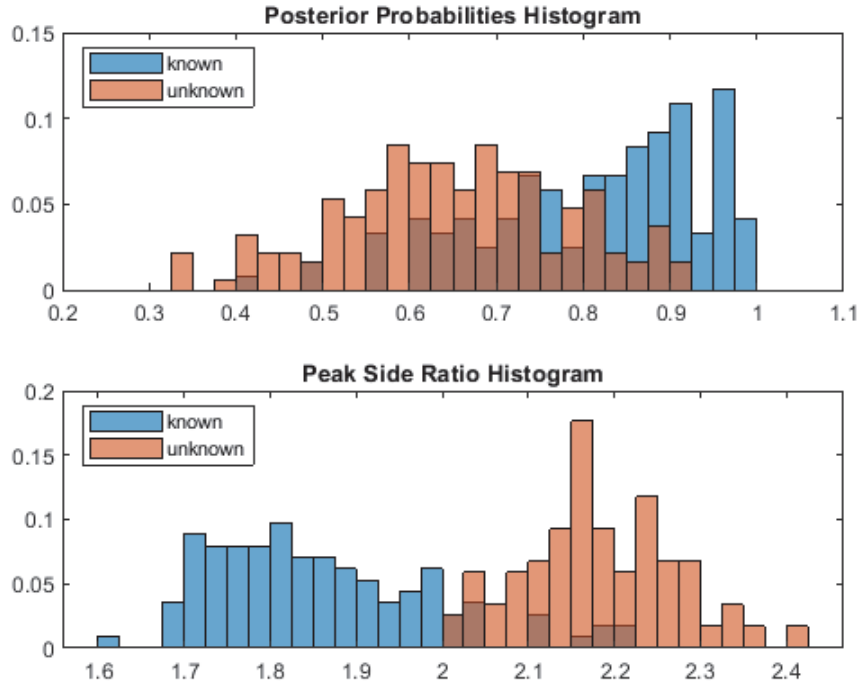 Posterior Probabilities Histogram
0.15
known
unknown
0.1
0.05
0
0.2 0.3 0.4 0.5 0.6 0.7 0.8 0.9 1 1.1
Peak Side Ratio Histogram
0.2
known
unknown
0.15
0.1
0.05
0
1.6 1.7 1.8 1.9 2 2.1 2.2 2.3 2.4